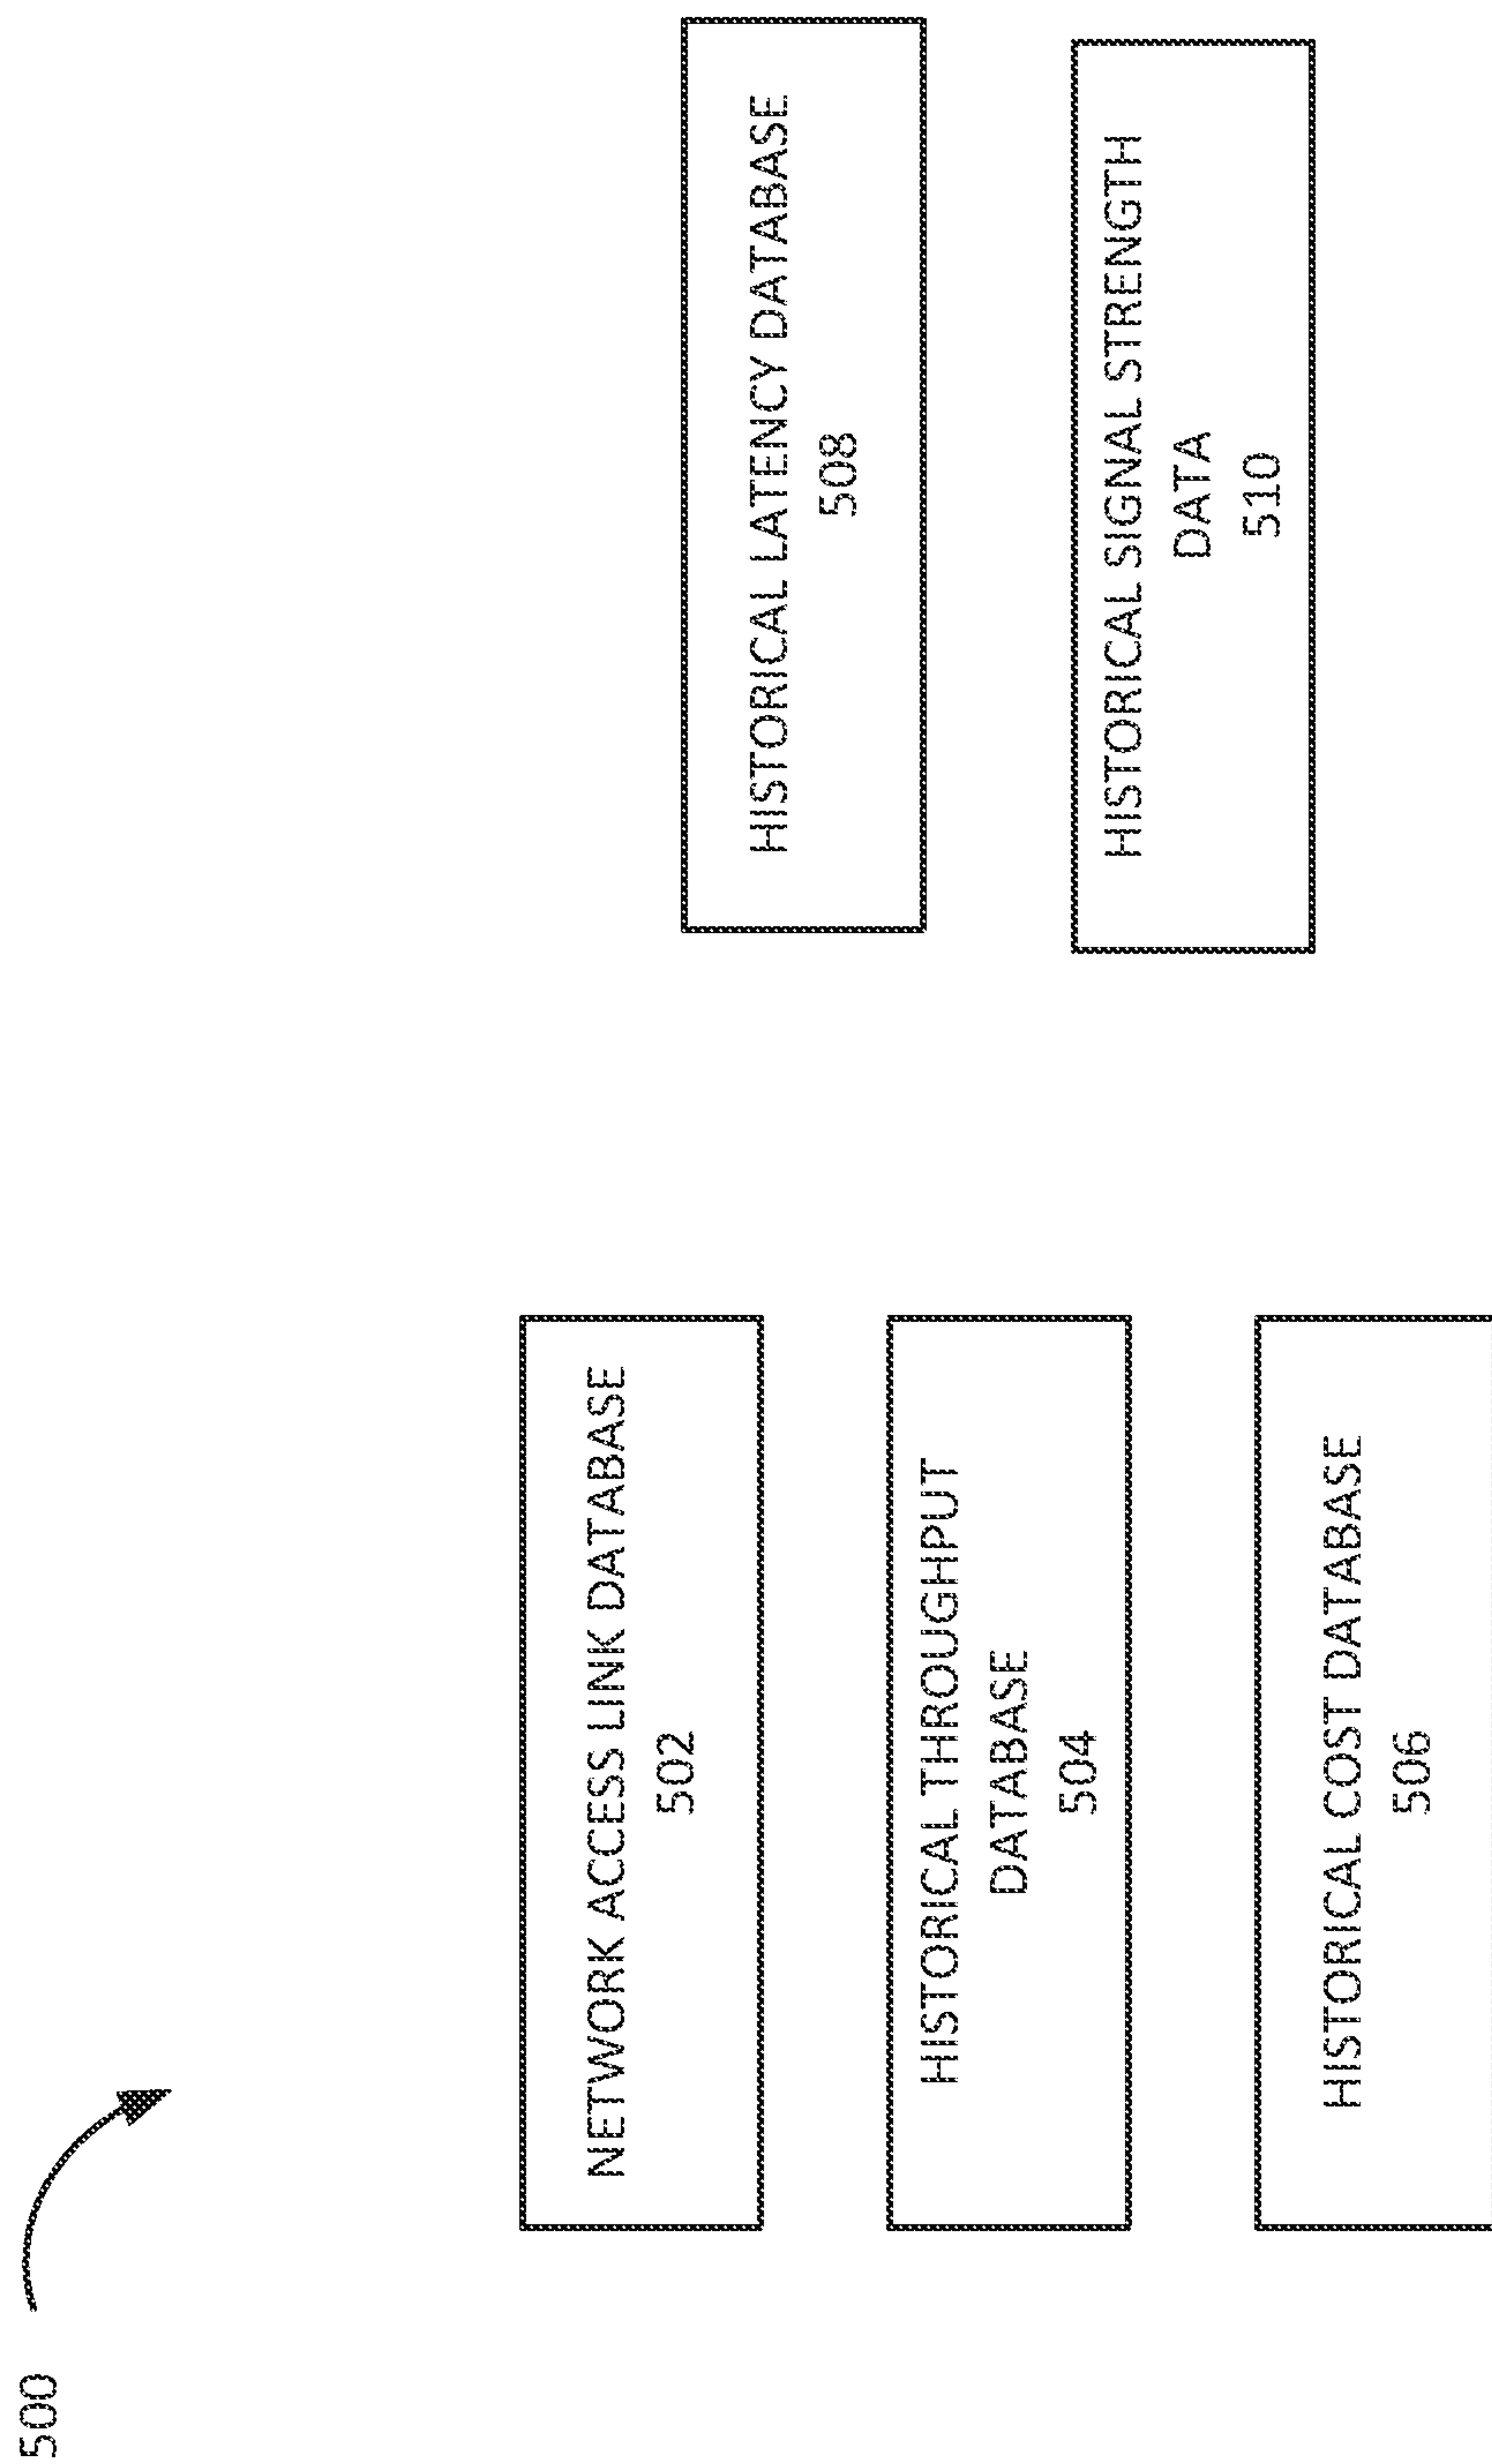 500
NETWORK ACCESS LINK DATABASE
502
HISTORICAL THROUGHPUT
DATABASE
504
HISTORICAL COST DATABASE
506
HISTORICAL LATENCY DATABASE
508
HISTORICAL SIGNAL STRENGTH
DATA
510